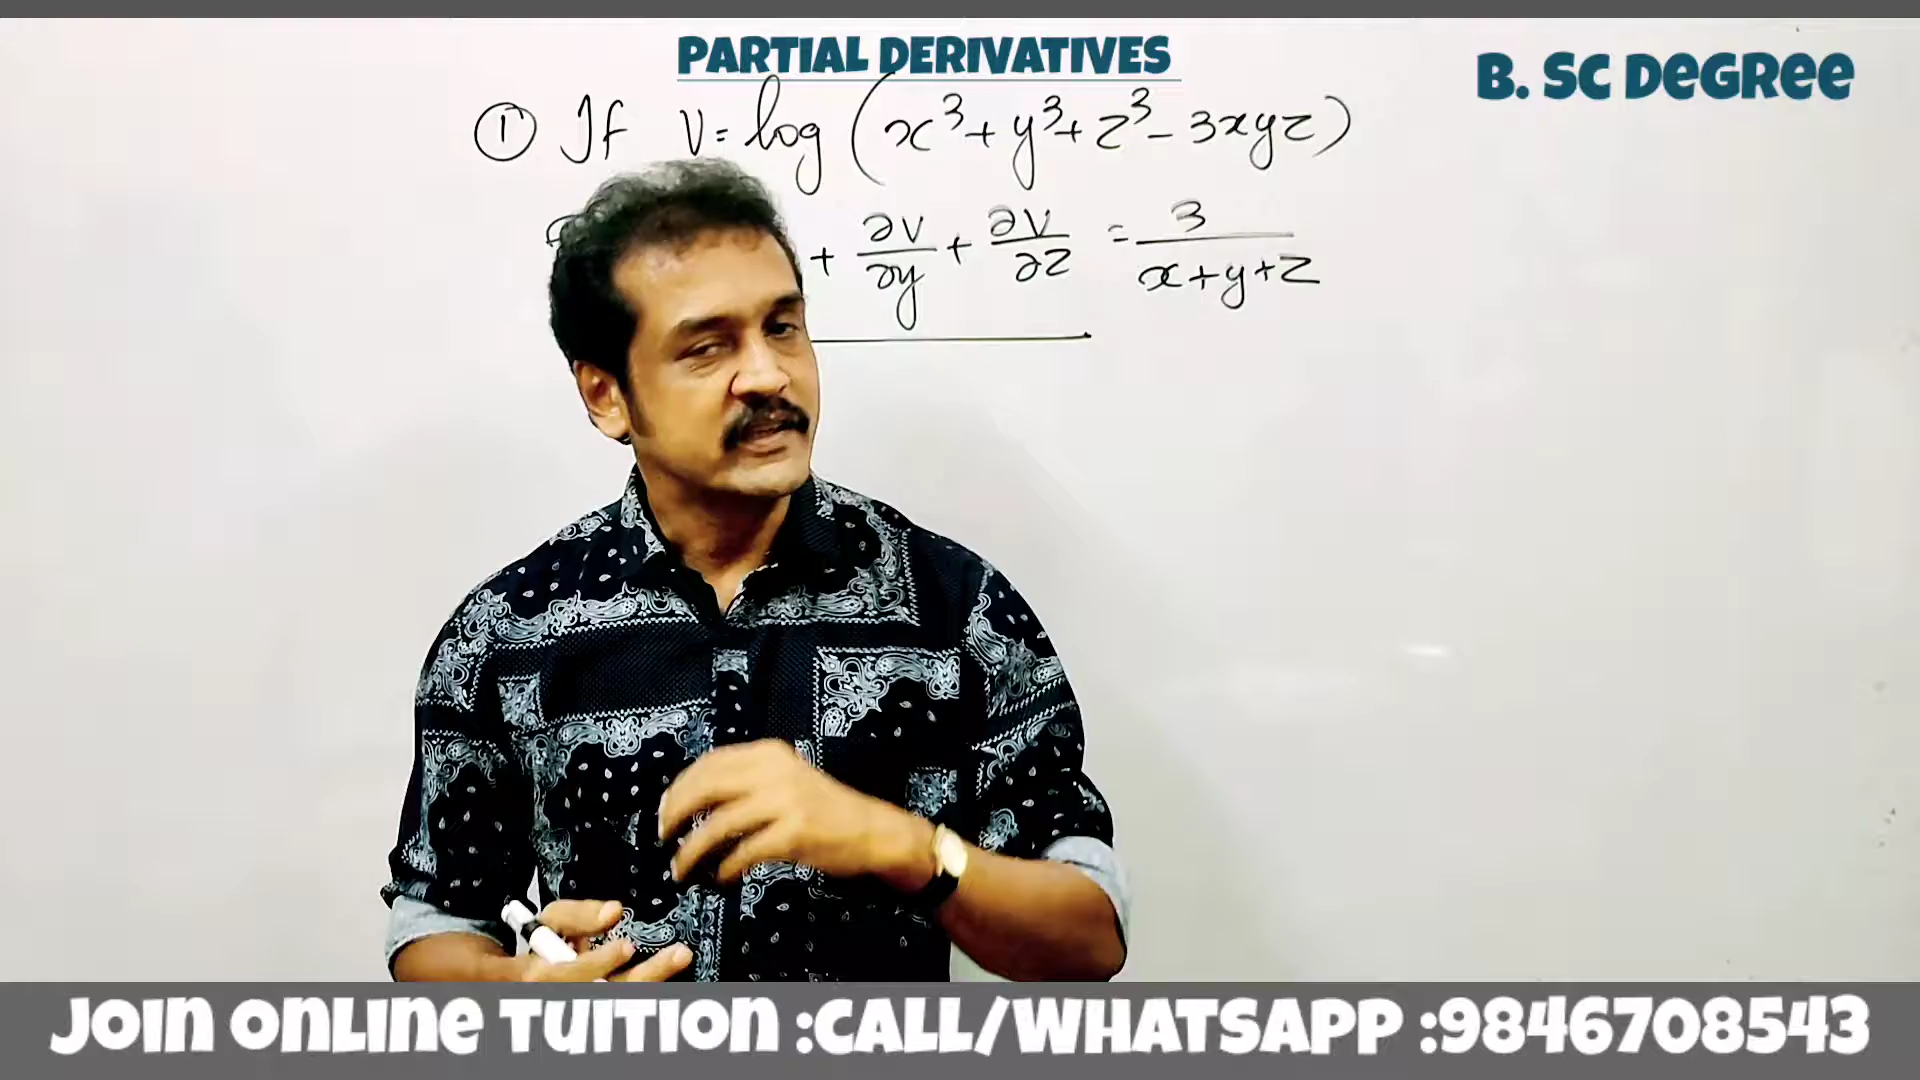 PARTIAL DERIVATIVES
B. SC DEGREE
① If V = log (x³ + y³ + z³ - 3xyz)
+ ∂V/∂y + ∂V/∂z = 3/(x+y+z)
JOIN ONLINE TUITION :CALL/WHATSAPP :9846708543